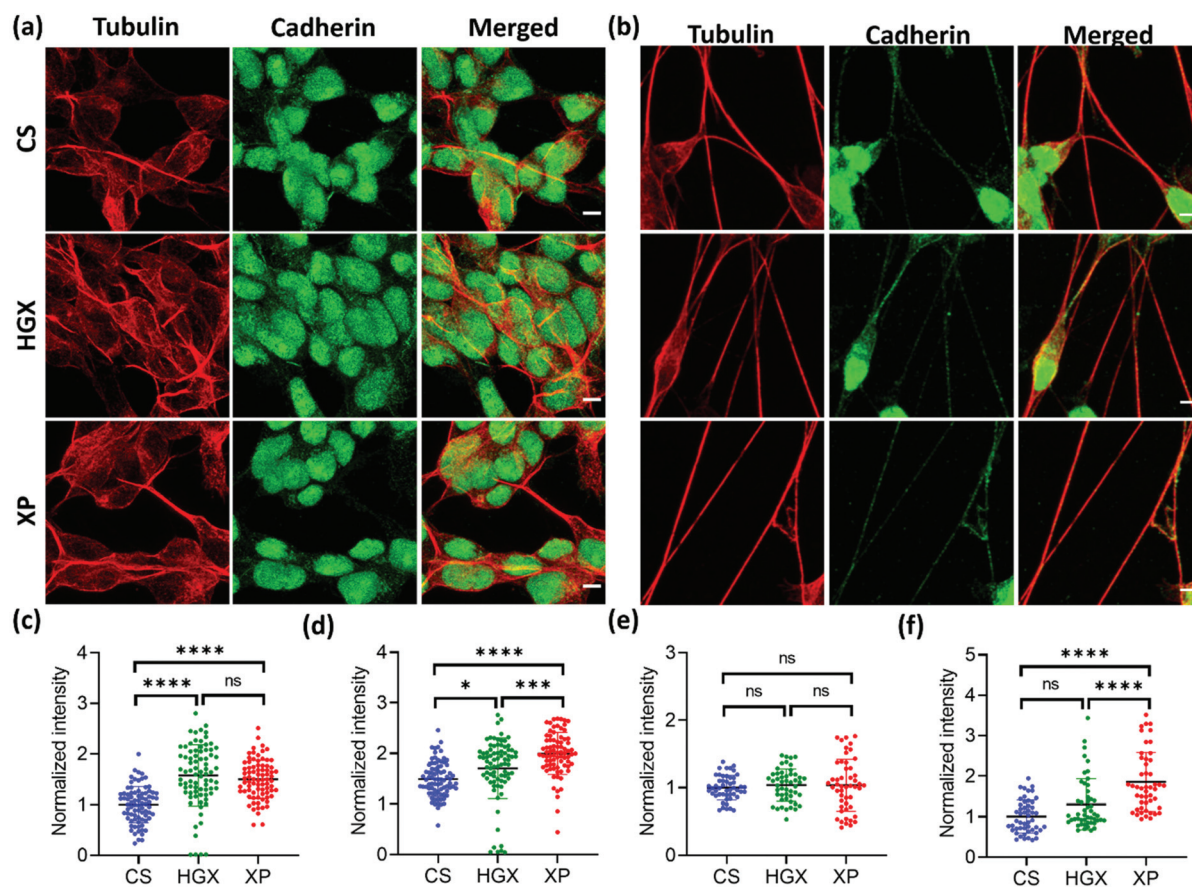 (a)
Tubulin Cadherin Merged
CS
HGX
XP
(b)
Tubulin Cadherin Merged
(c)
Normalized intensity
4
3
2
1
0
****
**** ns
CS HGX XP
(d)
Normalized intensity
4
3
2
1
0
****
* ***
CS HGX XP
(e)
Normalized intensity
3
2
1
0
ns
ns ns
CS HGX XP
(f)
Normalized intensity
5
4
3
2
1
0
****
ns ****
CS HGX XP